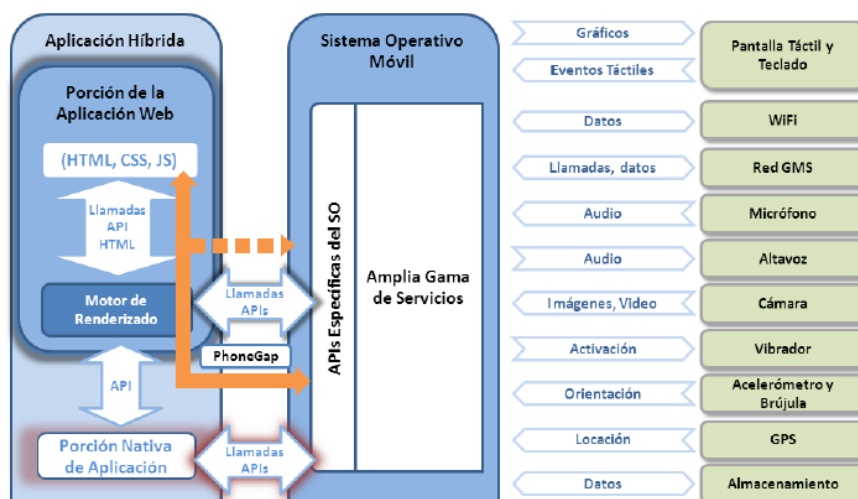 Aplicación Híbrida
Porción de la
Aplicación Web
(HTML, CSS, JS)
Llamadas
API
HTML
Motor de
Renderizado
API
Porción Nativa
de Aplicación
Llamadas
APIs
PhoneGap
Llamadas
APIs
Sistema Operativo
Móvil
APIs Específicas del SO
Amplia Gama
de Servicios
Gráficos
Eventos Táctiles
Pantalla Táctil y
Teclado
Datos
WiFi
Llamadas, datos
Red GMS
Audio
Micrófono
Audio
Altavoz
Imágenes, Video
Cámara
Activación
Vibrador
Orientación
Acelerómetro y
Brújula
Locación
GPS
Datos
Almacenamiento